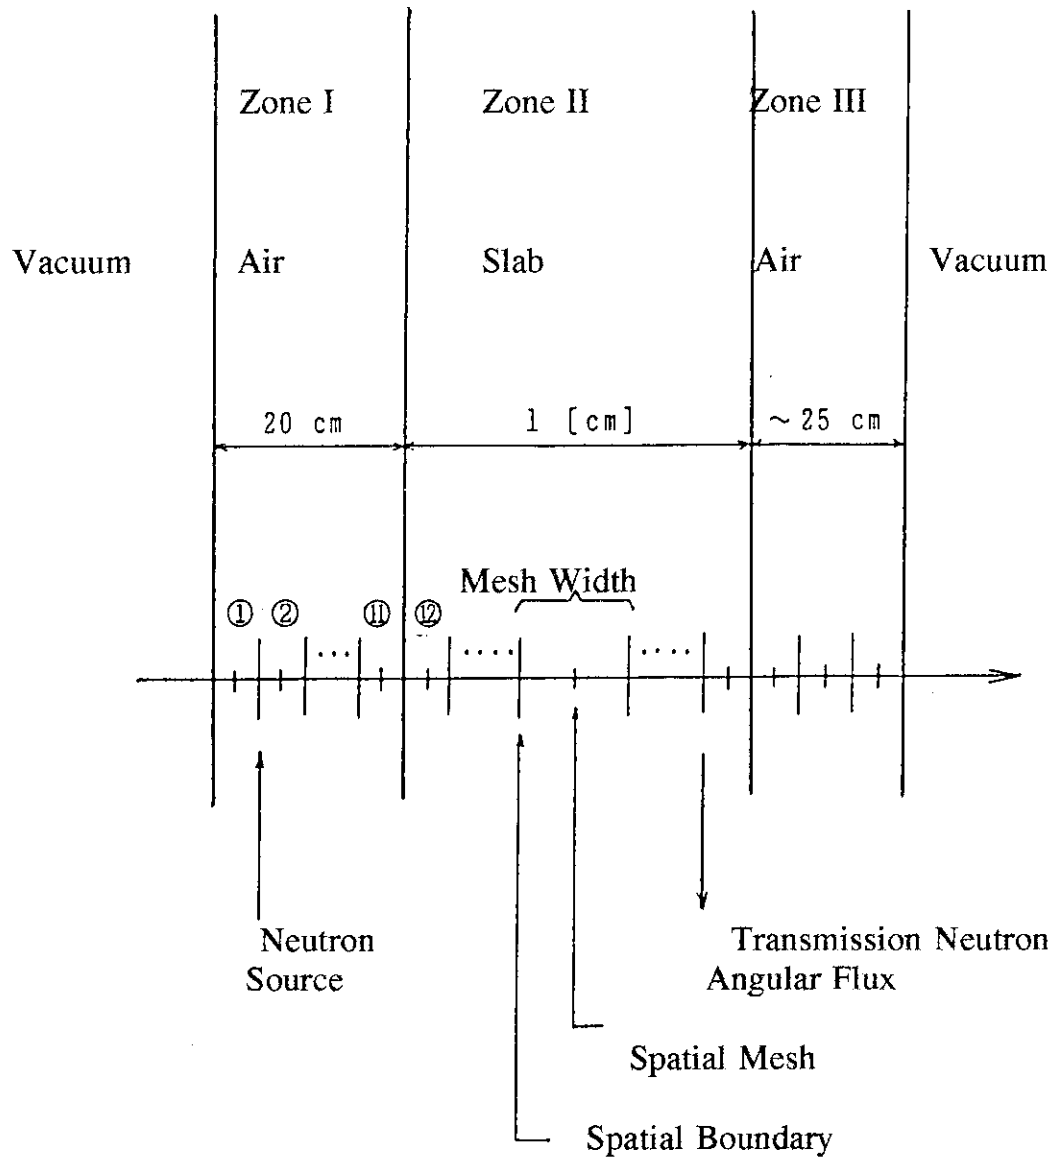 Zone I
Zone II
Zone III
Vacuum
Air
Slab
Air
Vacuum
20 cm
l [cm]
~25 cm
Mesh Width
① ② ⑪ ⑫
Neutron
Source
Transmission Neutron
Angular Flux
Spatial Mesh
Spatial Boundary